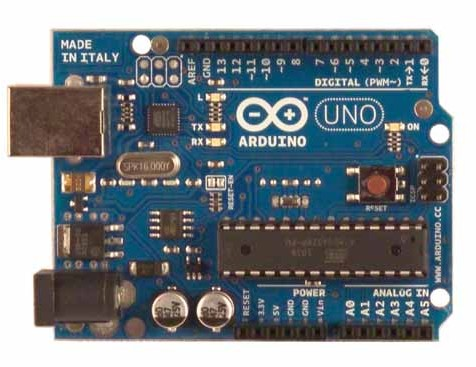 MADE
IN ITALY
AREF
GND
13
12
~11
~10
~9
8
7
~6
~5
4
~3
2
TX→1
RX←0
DIGITAL (PWM~)
L
TX
RX
ARDUINO
UNO
ON
SPK16.000Y
RESET-EN
RESET
ICSP
WWW.ARDUINO.CC
POWER
ANALOG IN
RESET
3.3V
5V
GND
GND
Vin
A0
A1
A2
A3
A4
A5